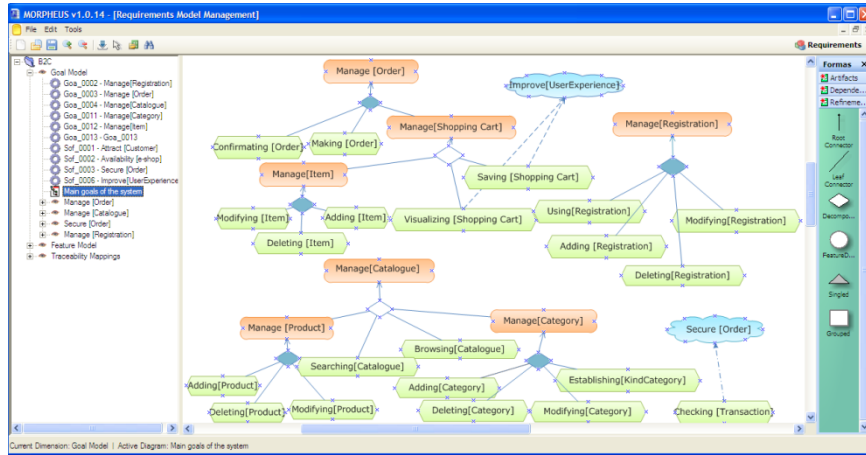 MORPHEUS v1.0.14 - [Requirements Model Management]
File Edit Tools
Requirements
B2C
Goal Model
Goa_0002 - Manage[Registration]
Goa_0003 - Manage [Order]
Goa_0004 - Manage[Catalogue]
Goa_0011 - Manage[Category]
Goa_0012 - Manage[Item]
Goa_0013 - Goa_0013
Sof_0001 - Attract [Customer]
Sof_0002 - Availability [e-shop]
Sof_0003 - Secure [Order]
Sof_0006 - Improve[UserExperience
Main goals of the system
Manage [Order]
Manage [Catalogue]
Secure [Order]
Manage [Registration]
Feature Model
Traceability Mappings
Manage [Order]
Improve[UserExperience]
Confirmating [Order]
Making [Order]
Manage[Shopping Cart]
Manage[Registration]
Manage[Item]
Saving [Shopping Cart]
Modifying [Item]
Adding [Item]
Visualizing [Shopping Cart]
Deleting [Item]
Using[Registration]
Modifying[Registration]
Adding [Registration]
Deleting[Registration]
Manage[Catalogue]
Manage [Product]
Manage[Category]
Secure [Order]
Browsing[Catalogue]
Searching[Catalogue]
Adding[Product]
Adding[Category]
Establishing[KindCategory]
Deleting[Product]
Modifying[Product]
Deleting[Category]
Modifying[Category]
Checking [Transaction]
Formas
Artifacts
Depende...
Refineme...
Root
Connector
Leaf
Connector
Decompo...
FeatureD...
Singled
Grouped
Current Dimension: Goal Model | Active Diagram: Main goals of the system